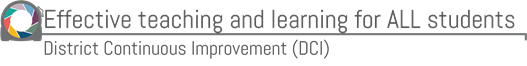 Effective teaching and learning for ALL students
District Continuous Improvement (DCI)